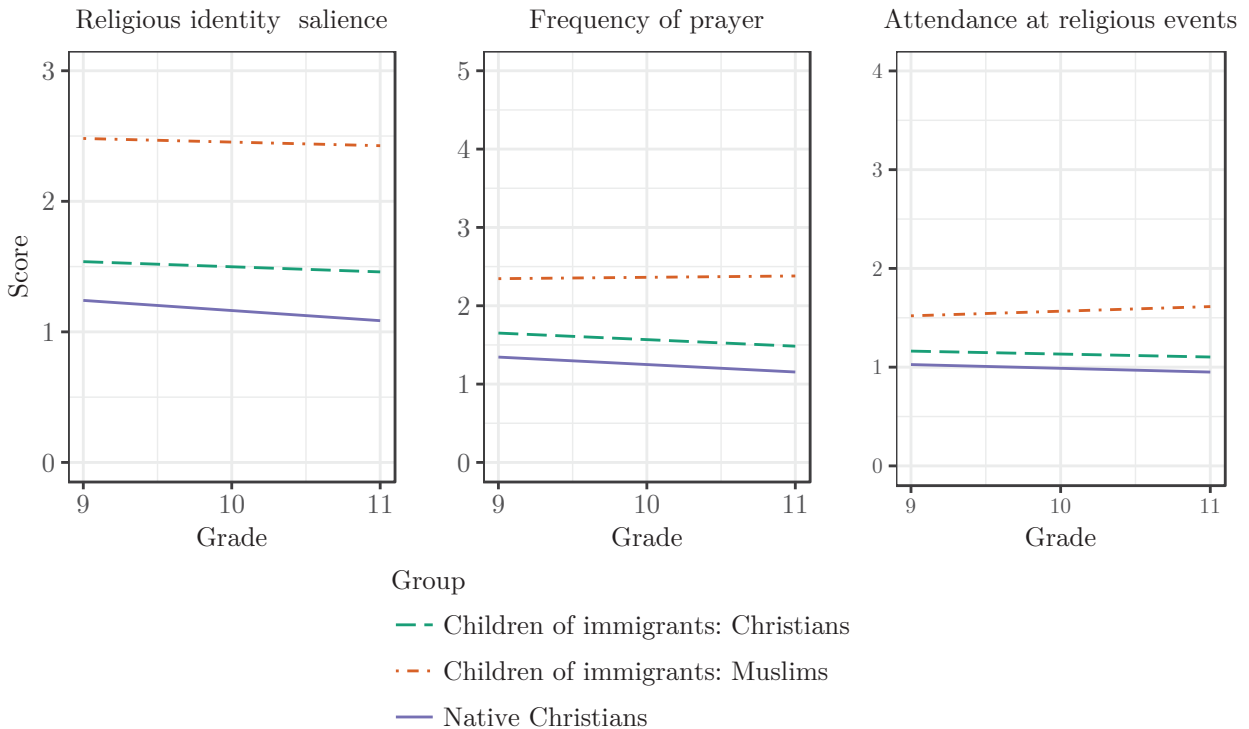 Religious identity  salience
Frequency of prayer
Attendance at religious events
Score
3
2
1
0
9
10
11
Grade
5
4
3
2
1
0
9
10
11
Grade
4
3
2
1
0
9
10
11
Grade
Group
Children of immigrants: Christians
Children of immigrants: Muslims
Native Christians